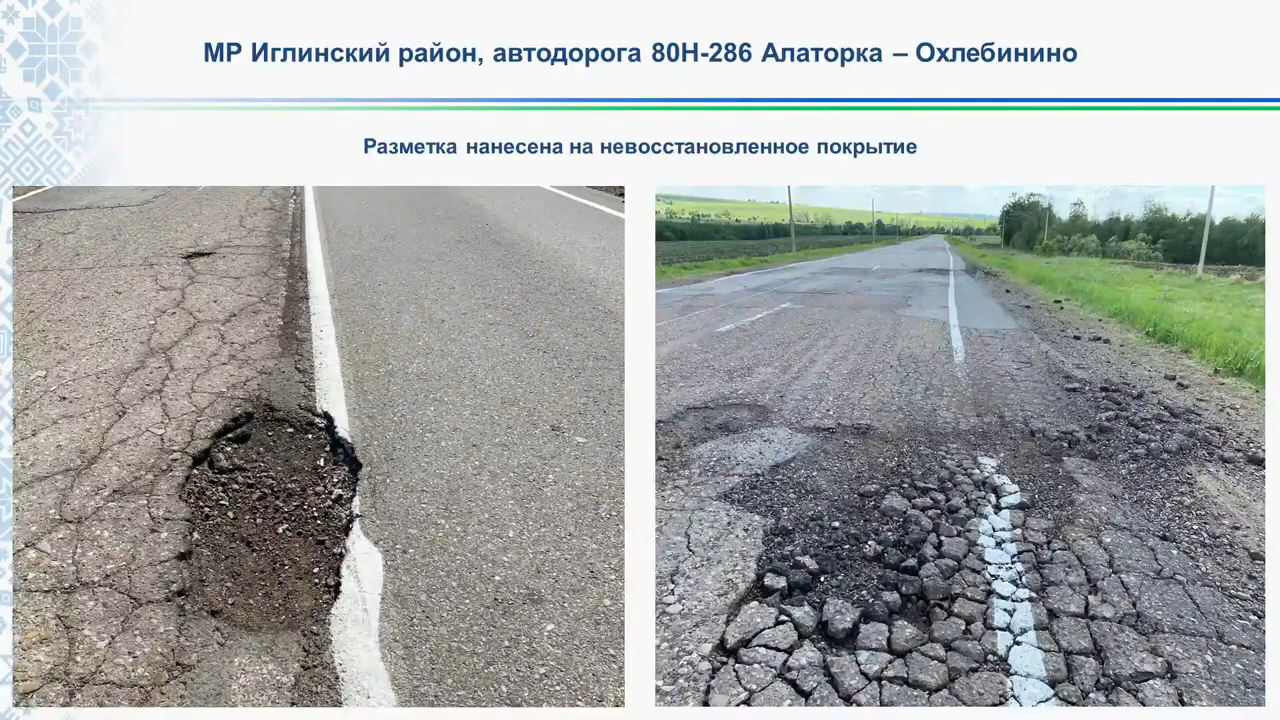 МР Иглинский район, автодорога 80Н-286 Алаторка – Охлебинино
Разметка нанесена на невосстановленное покрытие